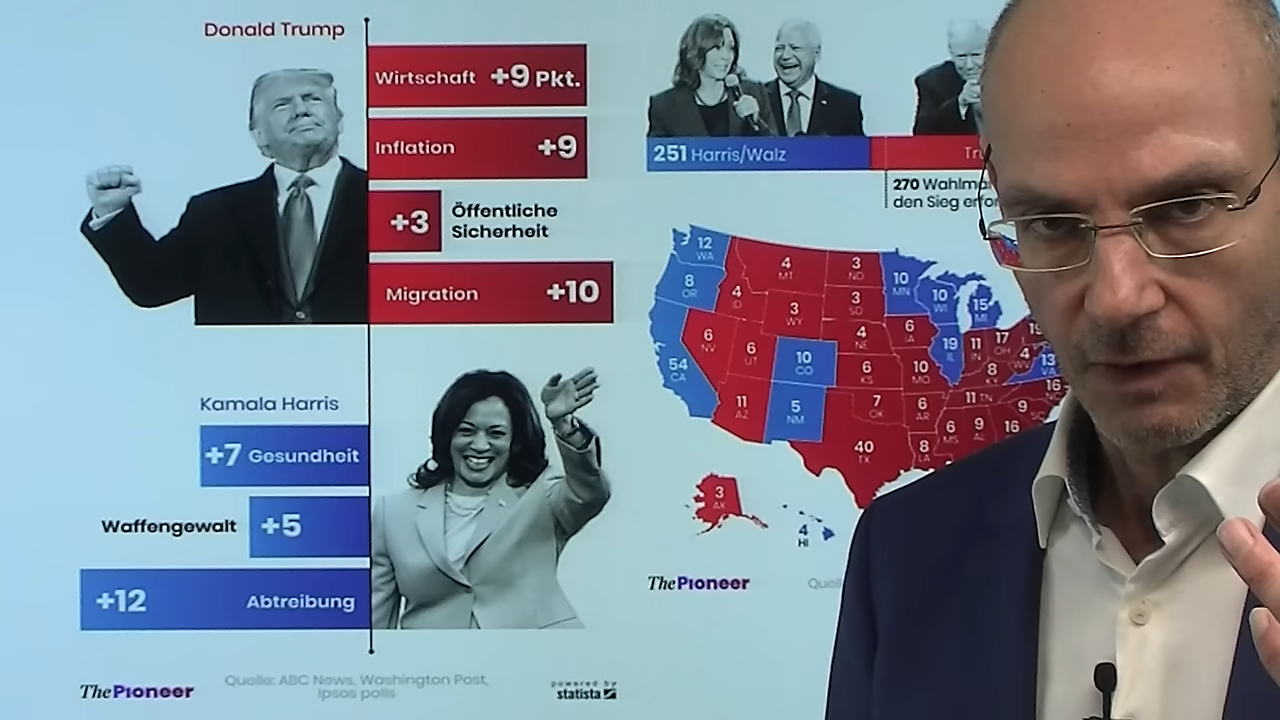 Donald Trump
Wirtschaft +9 Pkt.
Inflation +9
+3 Öffentliche
Sicherheit
Migration +10
Kamala Harris
+7 Gesundheit
Waffengewalt +5
+12 Abtreibung
ThePioneer
Quelle: ABC News, Washington Post,
Ipsos polls
powered by
statista
251 Harris/Walz
270
den Sieg
12
WA
8
OR
54
CA
6
NV
4
ID
4
MT
3
WY
6
UT
11
AZ
10
CO
5
NM
3
ND
3
SD
4
NE
6
KS
7
OK
40
TX
10
MN
6
IA
10
MO
6
AR
8
LA
10
WI
19
IL
15
MI
11
IN
17
OH
8
KY
11 TN
6
MS
9
AL
16
4
WV
13
VA
16
NC
9
SC
3
AK
4
HI
ThePioneer